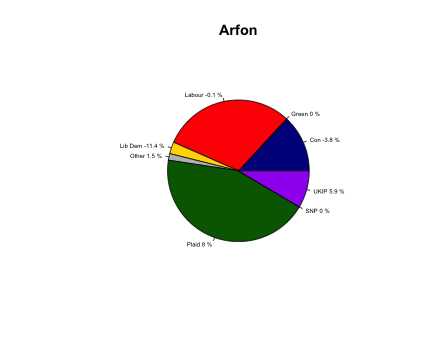 Arfon
Labour -0.1 %
Green 0 %
Con -3.8 %
Lib Dem -11.4 %
Other 1.5 %
UKIP 5.9 %
SNP 0 %
Plaid 8 %